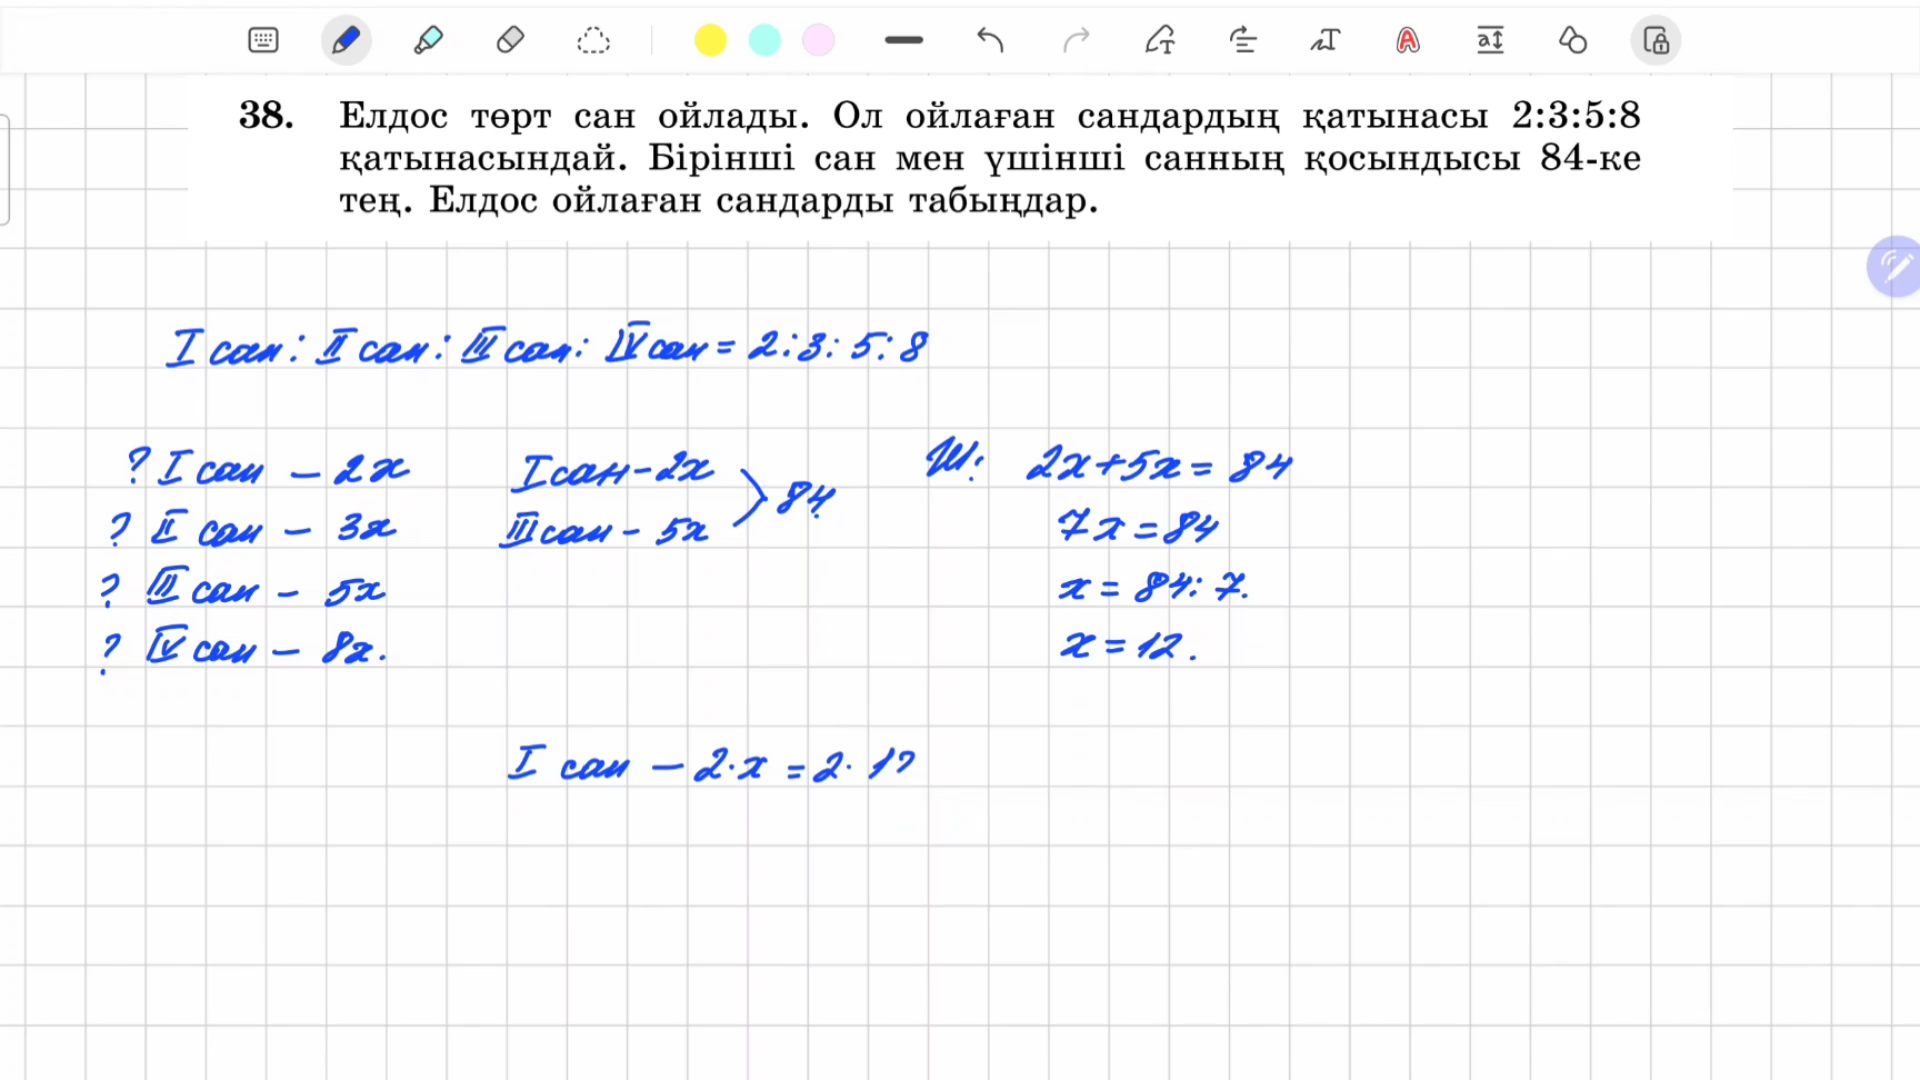 38. Елдос төрт сан ойлады. Ол ойлаған сандардың қатынасы 2:3:5:8
қатынасындай. Бірінші сан мен үшінші санның қосындысы 84-ке
тең. Елдос ойлаған сандарды табыңдар.
I сан : II сан : III сан : IV сан = 2 : 3 : 5 : 8
? I сан – 2x
? II сан – 3x
? III сан – 5x
? IV сан – 8x.
I сан – 2x
III сан – 5x
84
Ш: 2x+5x = 84
7x = 84
x = 84 : 7.
x = 12.
I сан – 2·x = 2· 12